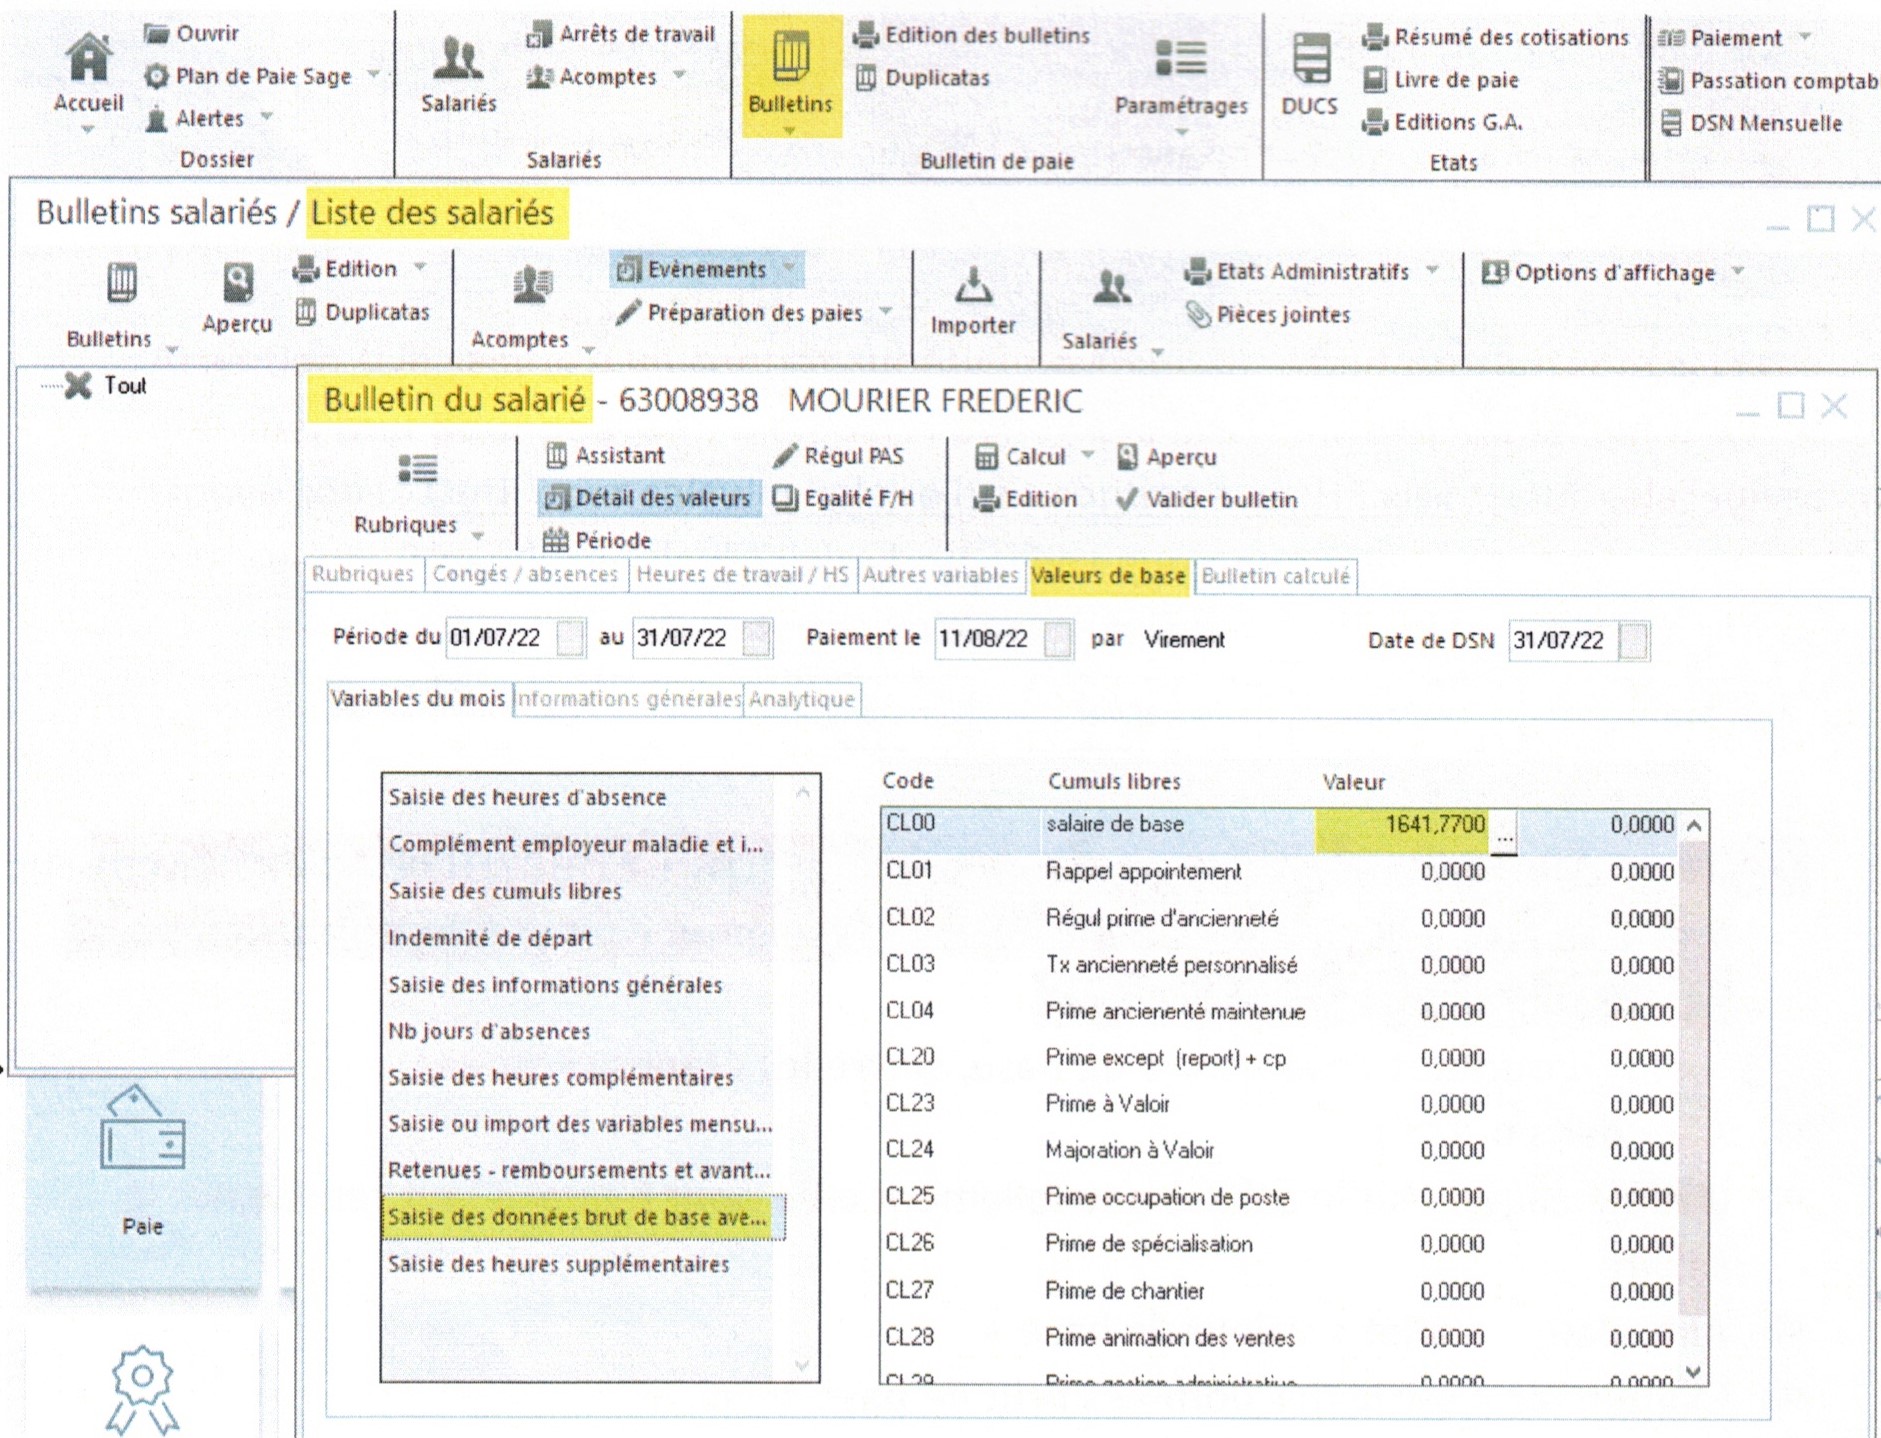 Ouvrir
Plan de Paie Sage
Accueil
Alertes
Dossier
Arrêts de travail
Acomptes
Salariés
Salariés
Bulletins
Edition des bulletins
Duplicatas
Paramétrages
Bulletin de paie
DUCS
Résumé des cotisations
Livre de paie
Editions G.A.
Etats
Paiement
Passation comptab
DSN Mensuelle
Bulletins salariés / Liste des salariés
Bulletins
Aperçu
Edition
Duplicatas
Acomptes
Evènements
Préparation des paies
Importer
Salariés
Etats Administratifs
Pièces jointes
Options d'affichage
Tout
Bulletin du salarié - 63008938 MOURIER FREDERIC
Rubriques
Assistant
Détail des valeurs
Période
Régul PAS
Egalité F/H
Calcul
Edition
Aperçu
Valider bulletin
Rubriques Congés / absences Heures de travail / HS Autres variables Valeurs de base Bulletin calculé
Période du 01/07/22 au 31/07/22 Paiement le 11/08/22 par Virement Date de DSN 31/07/22
Variables du mois nformations générales Analytique
Saisie des heures d'absence
Complément employeur maladie et i...
Saisie des cumuls libres
Indemnité de départ
Saisie des informations générales
Nb jours d'absences
Saisie des heures complémentaires
Saisie ou import des variables mensu...
Retenues - remboursements et avant...
Saisie des données brut de base ave...
Saisie des heures supplémentaires
Code Cumuls libres Valeur
CL00 salaire de base 1641,7700 ... 0,0000
CL01 Rappel appointement 0,0000 0,0000
CL02 Régul prime d'ancienneté 0,0000 0,0000
CL03 Tx ancienneté personnalisé 0,0000 0,0000
CL04 Prime ancienenté maintenue 0,0000 0,0000
CL20 Prime except (report) + cp 0,0000 0,0000
CL23 Prime à Valoir 0,0000 0,0000
CL24 Majoration à Valoir 0,0000 0,0000
CL25 Prime occupation de poste 0,0000 0,0000
CL26 Prime de spécialisation 0,0000 0,0000
CL27 Prime de chantier 0,0000 0,0000
CL28 Prime animation des ventes 0,0000 0,0000
CL29 Prime gestion administrative 0,0000 0,0000
Paie